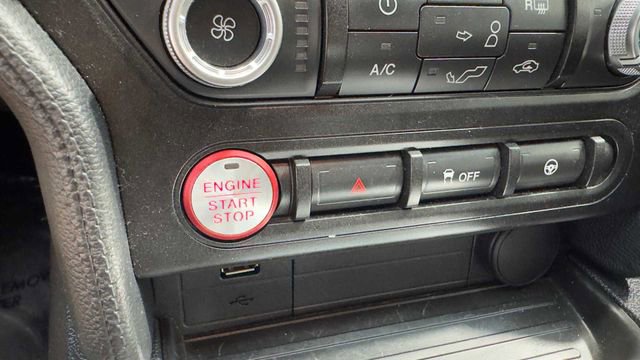 R
A/C
ENGINE
START
STOP
OFF